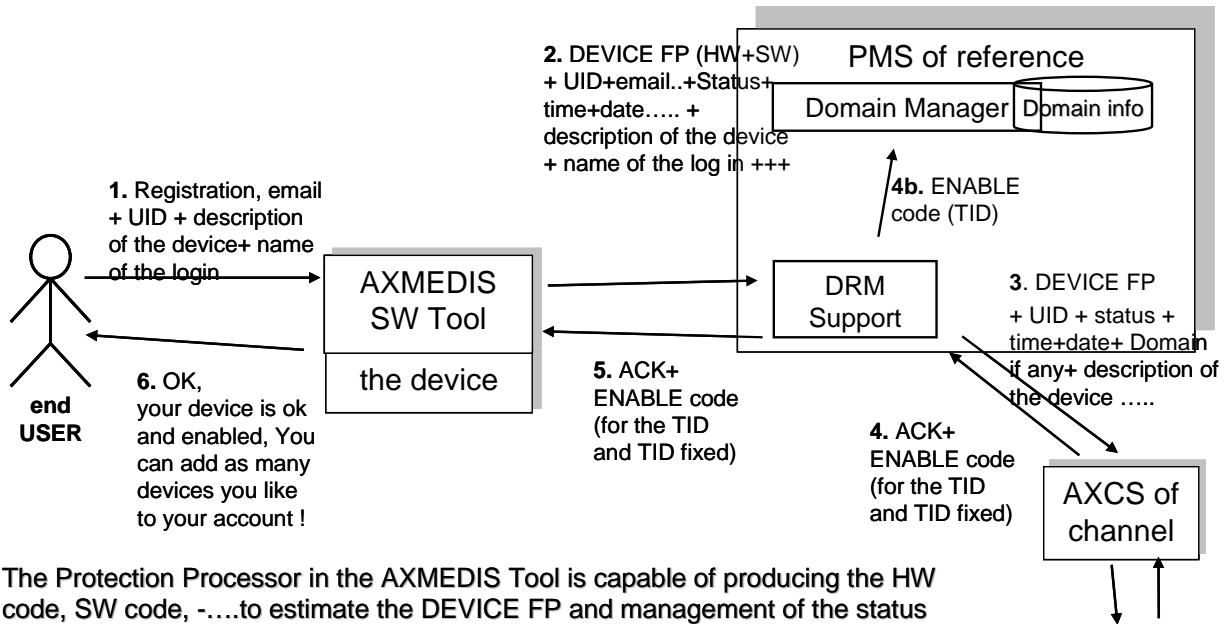 2. DEVICE FP (HW+SW)
+ UID+email..+Status+
time+date….. +
description of the device
+ name of the log in +++
PMS of reference
Domain Manager
Domain info
1. Registration, email
+ UID + description
of the device+ name
of the login
4b. ENABLE
code (TID)
AXMEDIS
SW Tool
the device
DRM
Support
3. DEVICE FP
+ UID + status +
time+date+ Domain
if any+ description of
the device …..
end
USER
6. OK,
your device is ok
and enabled, You
can add as many
devices you like
to your account !
5. ACK+
ENABLE code
(for the TID
and TID fixed)
4. ACK+
ENABLE code
(for the TID
and TID fixed)
AXCS of
channel
The Protection Processor in the AXMEDIS Tool is capable of producing the HW
code, SW code, -….to estimate the DEVICE FP and management of the status